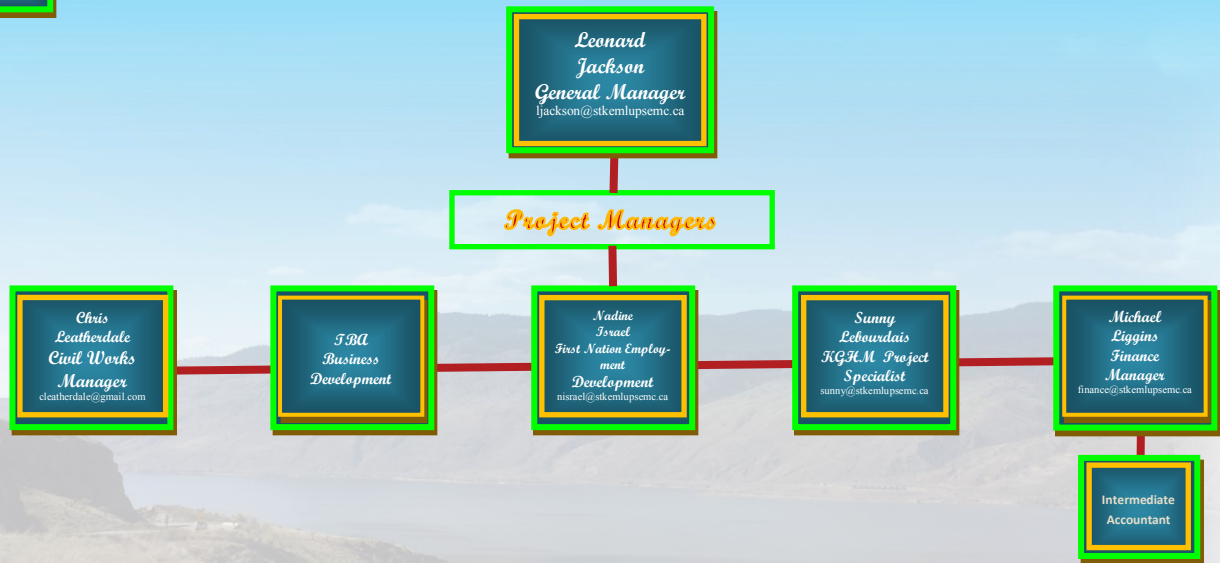 Leonard
Jackson
General Manager
ljackson@stkemlupsemc.ca
Project Managers
Chris
Leatherdale
Civil Works
Manager
cleatherdale@gmail.com
TBA
Business
Development
Nadine
Israel
First Nation Employ-
ment
Development
nisrael@stkemlupsemc.ca
Sunny
Lebourdais
KGHM Project
Specialist
sunny@stkemlupsemc.ca
Michael
Liggins
Finance
Manager
finance@stkemlupsemc.ca
Intermediate
Accountant